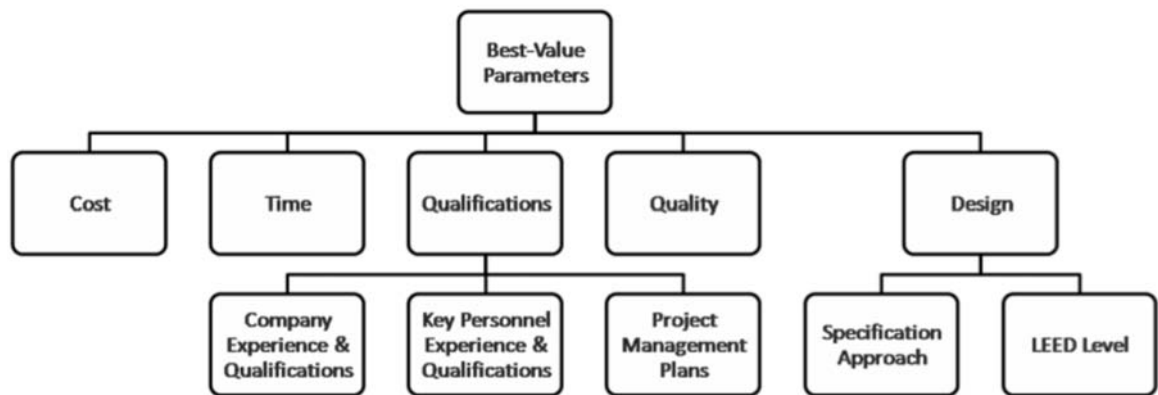 Best-Value
Parameters
Cost
Time
Qualifications
Quality
Design
Company
Experience &
Qualifications
Key Personnel
Experience &
Qualifications
Project
Management
Plans
Specification
Approach
LEED Level